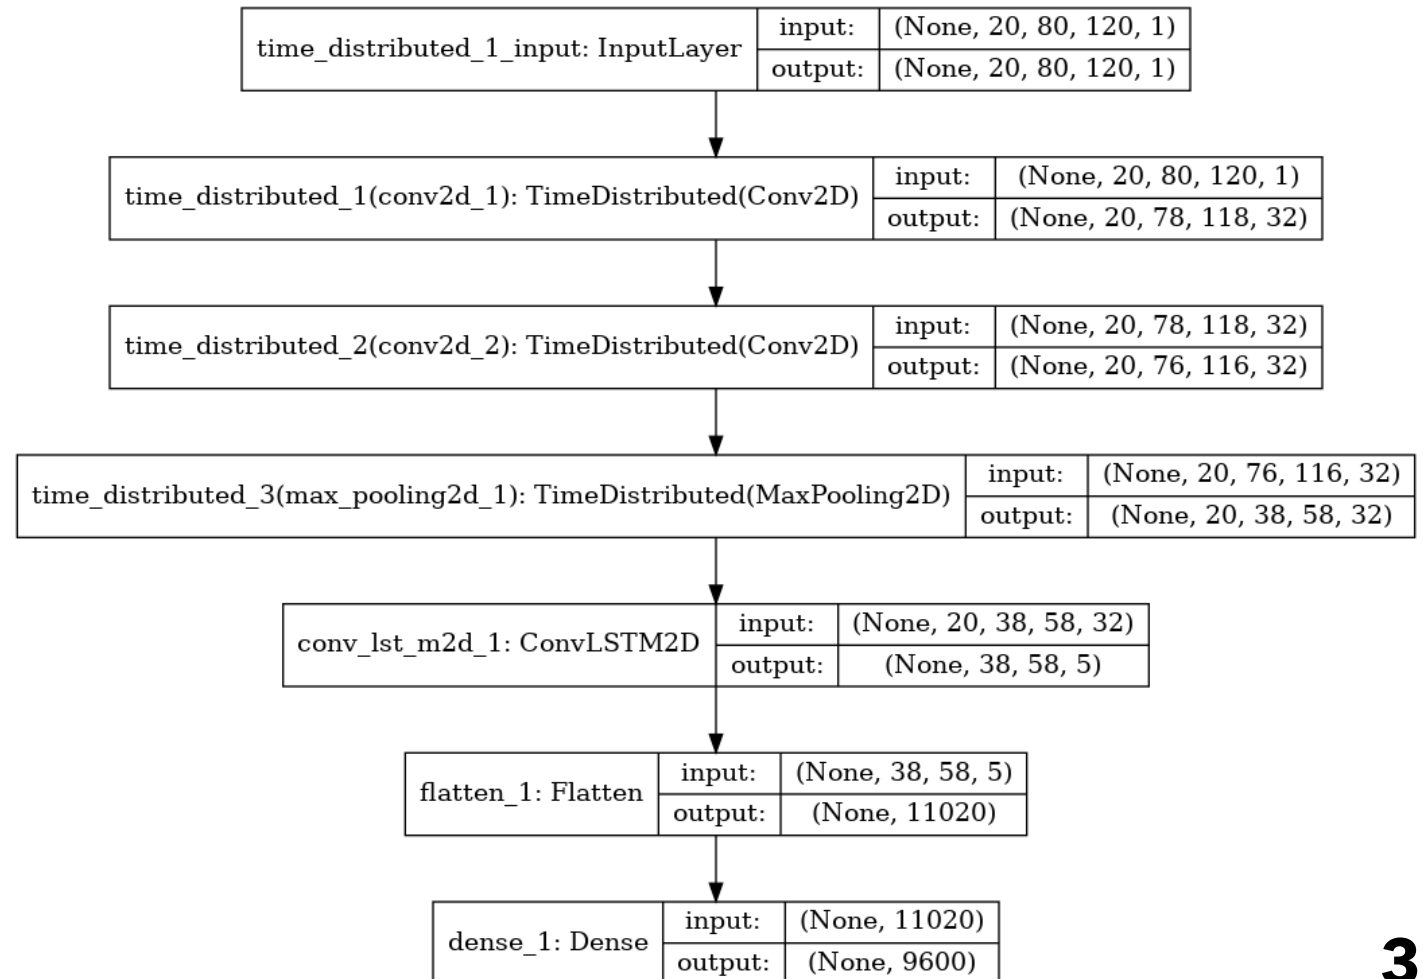 time_distributed_1_input: InputLayer
input:
(None, 20, 80, 120, 1)
output:
(None, 20, 80, 120, 1)
time_distributed_1(conv2d_1): TimeDistributed(Conv2D)
input:
(None, 20, 80, 120, 1)
output:
(None, 20, 78, 118, 32)
time_distributed_2(conv2d_2): TimeDistributed(Conv2D)
input:
(None, 20, 78, 118, 32)
output:
(None, 20, 76, 116, 32)
time_distributed_3(max_pooling2d_1): TimeDistributed(MaxPooling2D)
input:
(None, 20, 76, 116, 32)
output:
(None, 20, 38, 58, 32)
conv_lst_m2d_1: ConvLSTM2D
input:
(None, 20, 38, 58, 32)
output:
(None, 38, 58, 5)
flatten_1: Flatten
input:
(None, 38, 58, 5)
output:
(None, 11020)
dense_1: Dense
input:
(None, 11020)
output:
(None, 9600)
3